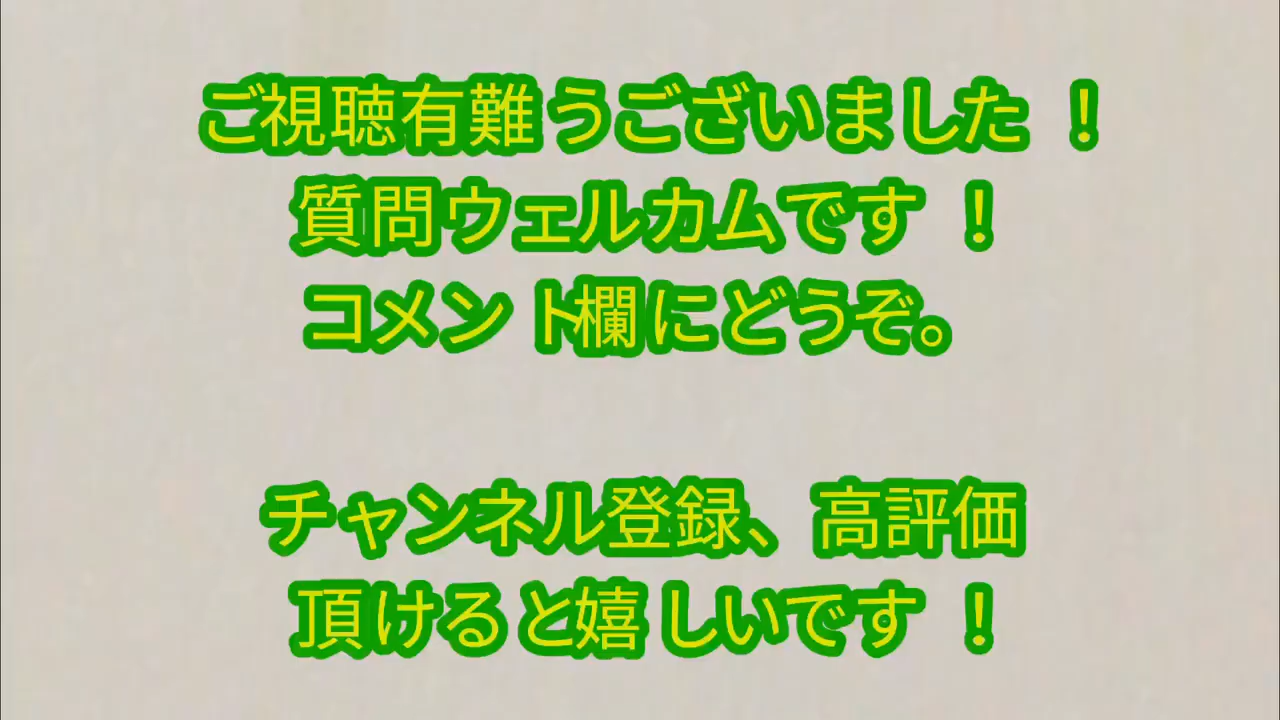 ご視聴有難うございました！
質問ウェルカムです！
コメント欄にどうぞ。
チャンネル登録、高評価
頂けると嬉しいです！